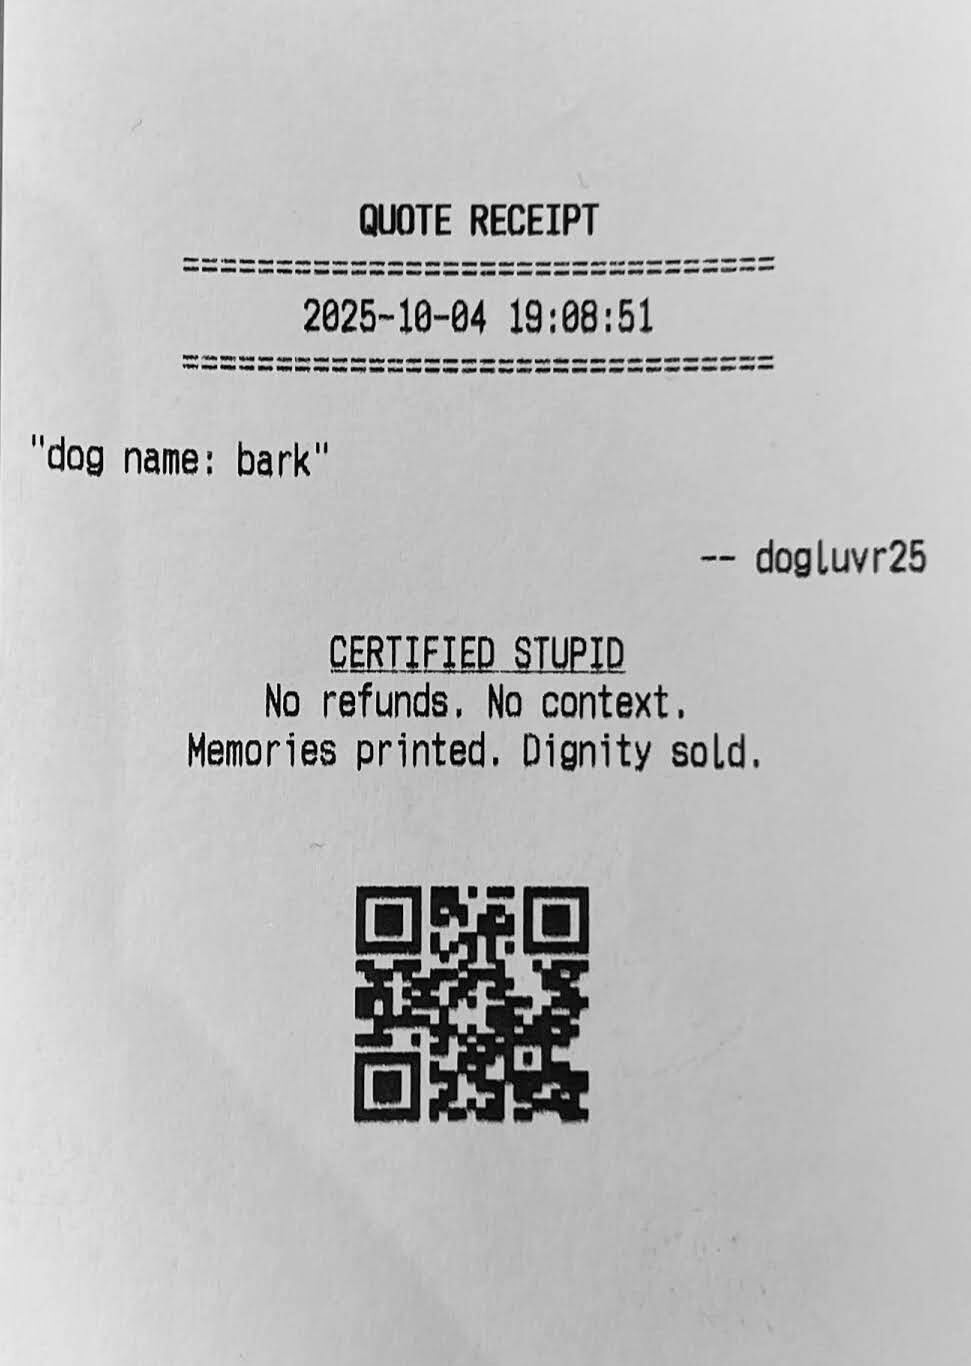 QUOTE RECEIPT
================================
2025-10-04 19:08:51
================================
"dog name: bark"
-- dogluvr25
CERTIFIED STUPID
No refunds. No context.
Memories printed. Dignity sold.